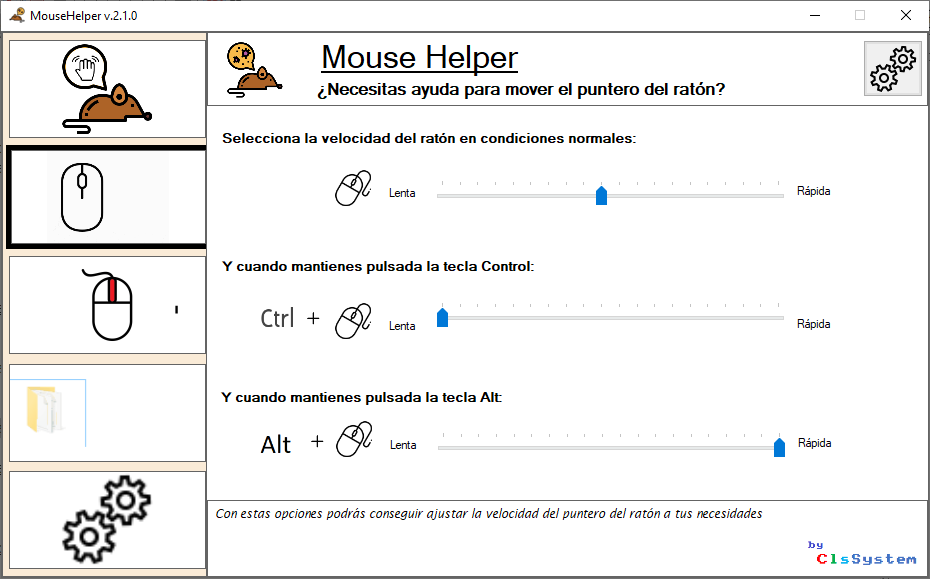 MouseHelper v.2.1.0
Mouse Helper
¿Necesitas ayuda para mover el puntero del ratón?
Selecciona la velocidad del ratón en condiciones normales:
Lenta
Rápida
Y cuando mantienes pulsada la tecla Control:
Ctrl +
Lenta
Rápida
Y cuando mantienes pulsada la tecla Alt:
Alt +
Lenta
Rápida
Con estas opciones podrás conseguir ajustar la velocidad del puntero del ratón a tus necesidades
by
ClsSystem